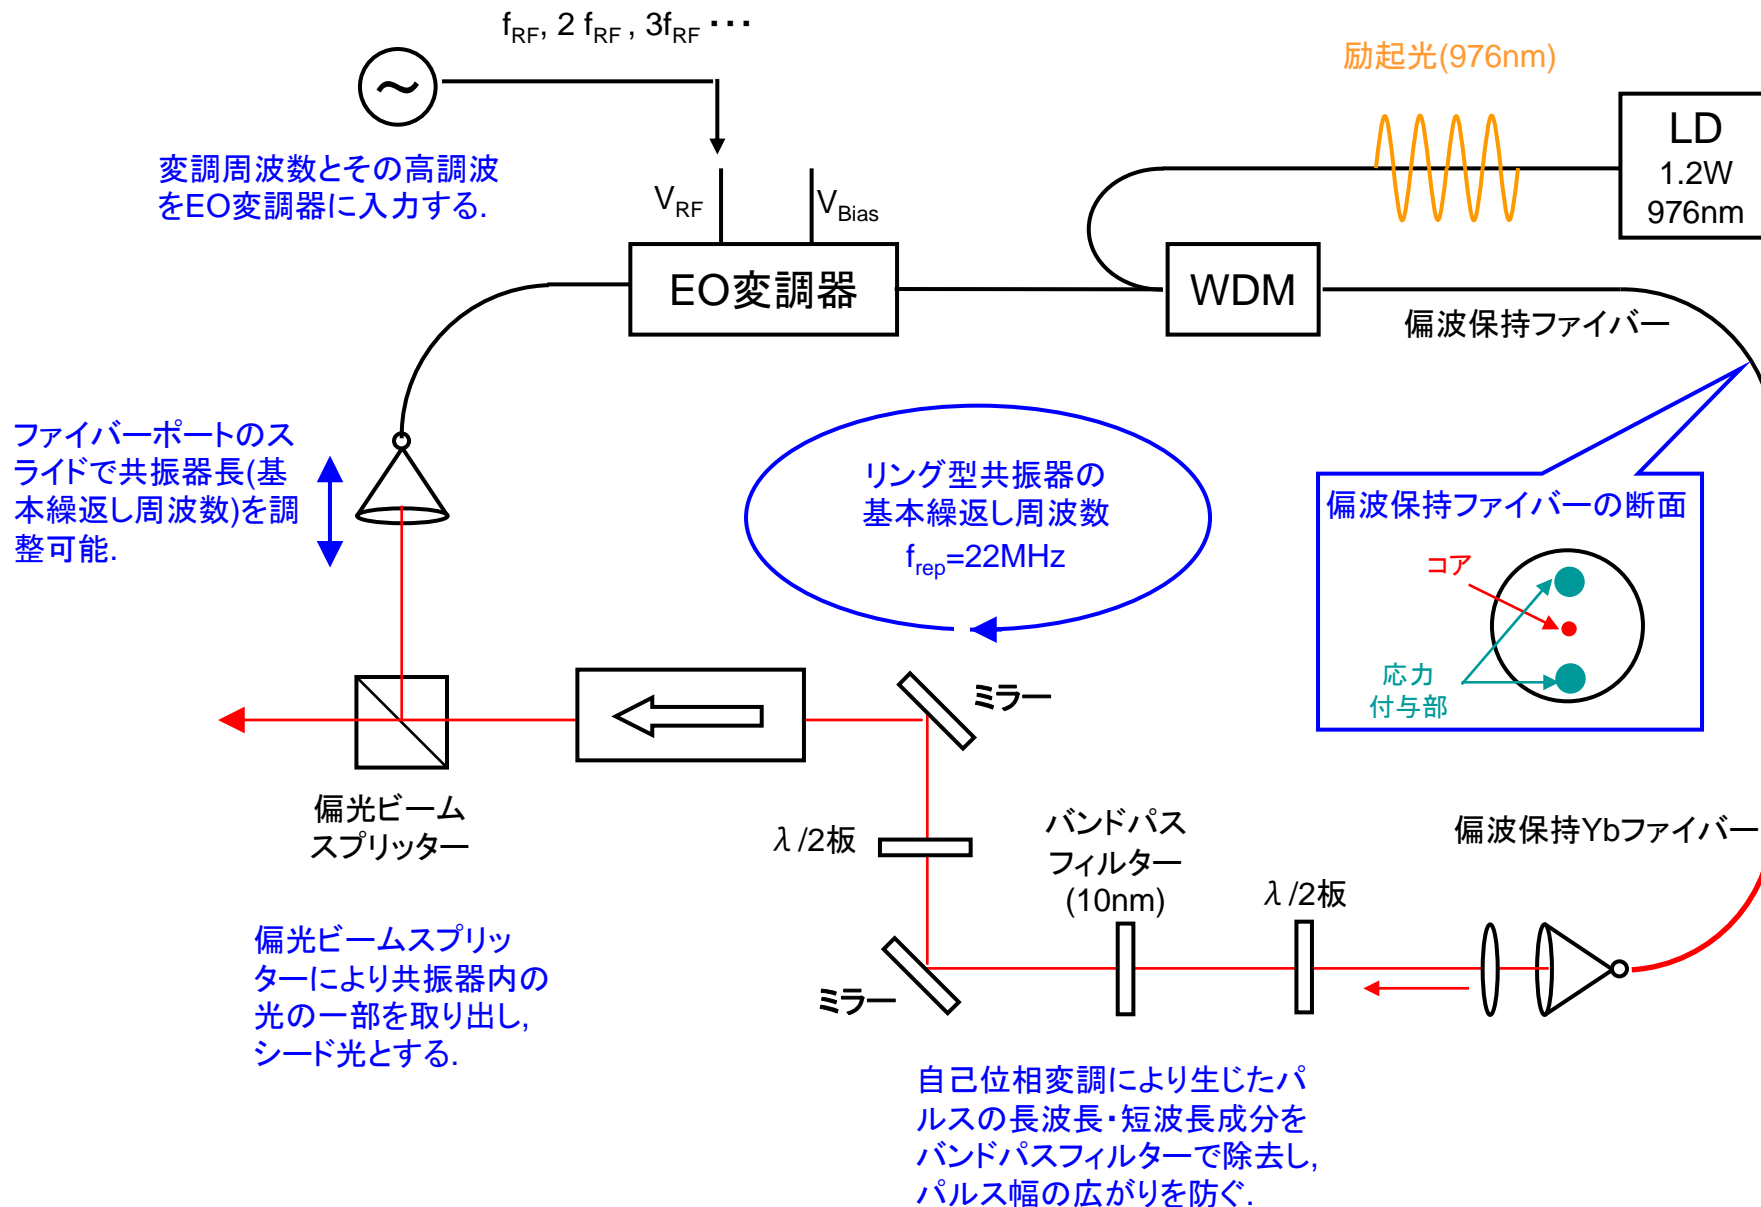 f_RF, 2 f_RF , 3f_RF ・・・
~
変調周波数とその高調波
をEO変調器に入力する.
V_RF
V_Bias
EO変調器
励起光(976nm)
LD
1.2W
976nm
WDM
偏波保持ファイバー
ファイバーポートのス
ライドで共振器長(基
本繰返し周波数)を調
整可能.
リング型共振器の
基本繰返し周波数
f_rep=22MHz
偏波保持ファイバーの断面
コア
応力
付与部
ミラー
偏光ビーム
スプリッター
λ/2板
バンドパス
フィルター
(10nm)
λ/2板
偏波保持Ybファイバー
ミラー
偏光ビームスプリッ
ターにより共振器内の
光の一部を取り出し,
シード光とする.
自己位相変調により生じたパ
ルスの長波長・短波長成分を
バンドパスフィルターで除去し,
パルス幅の広がりを防ぐ.